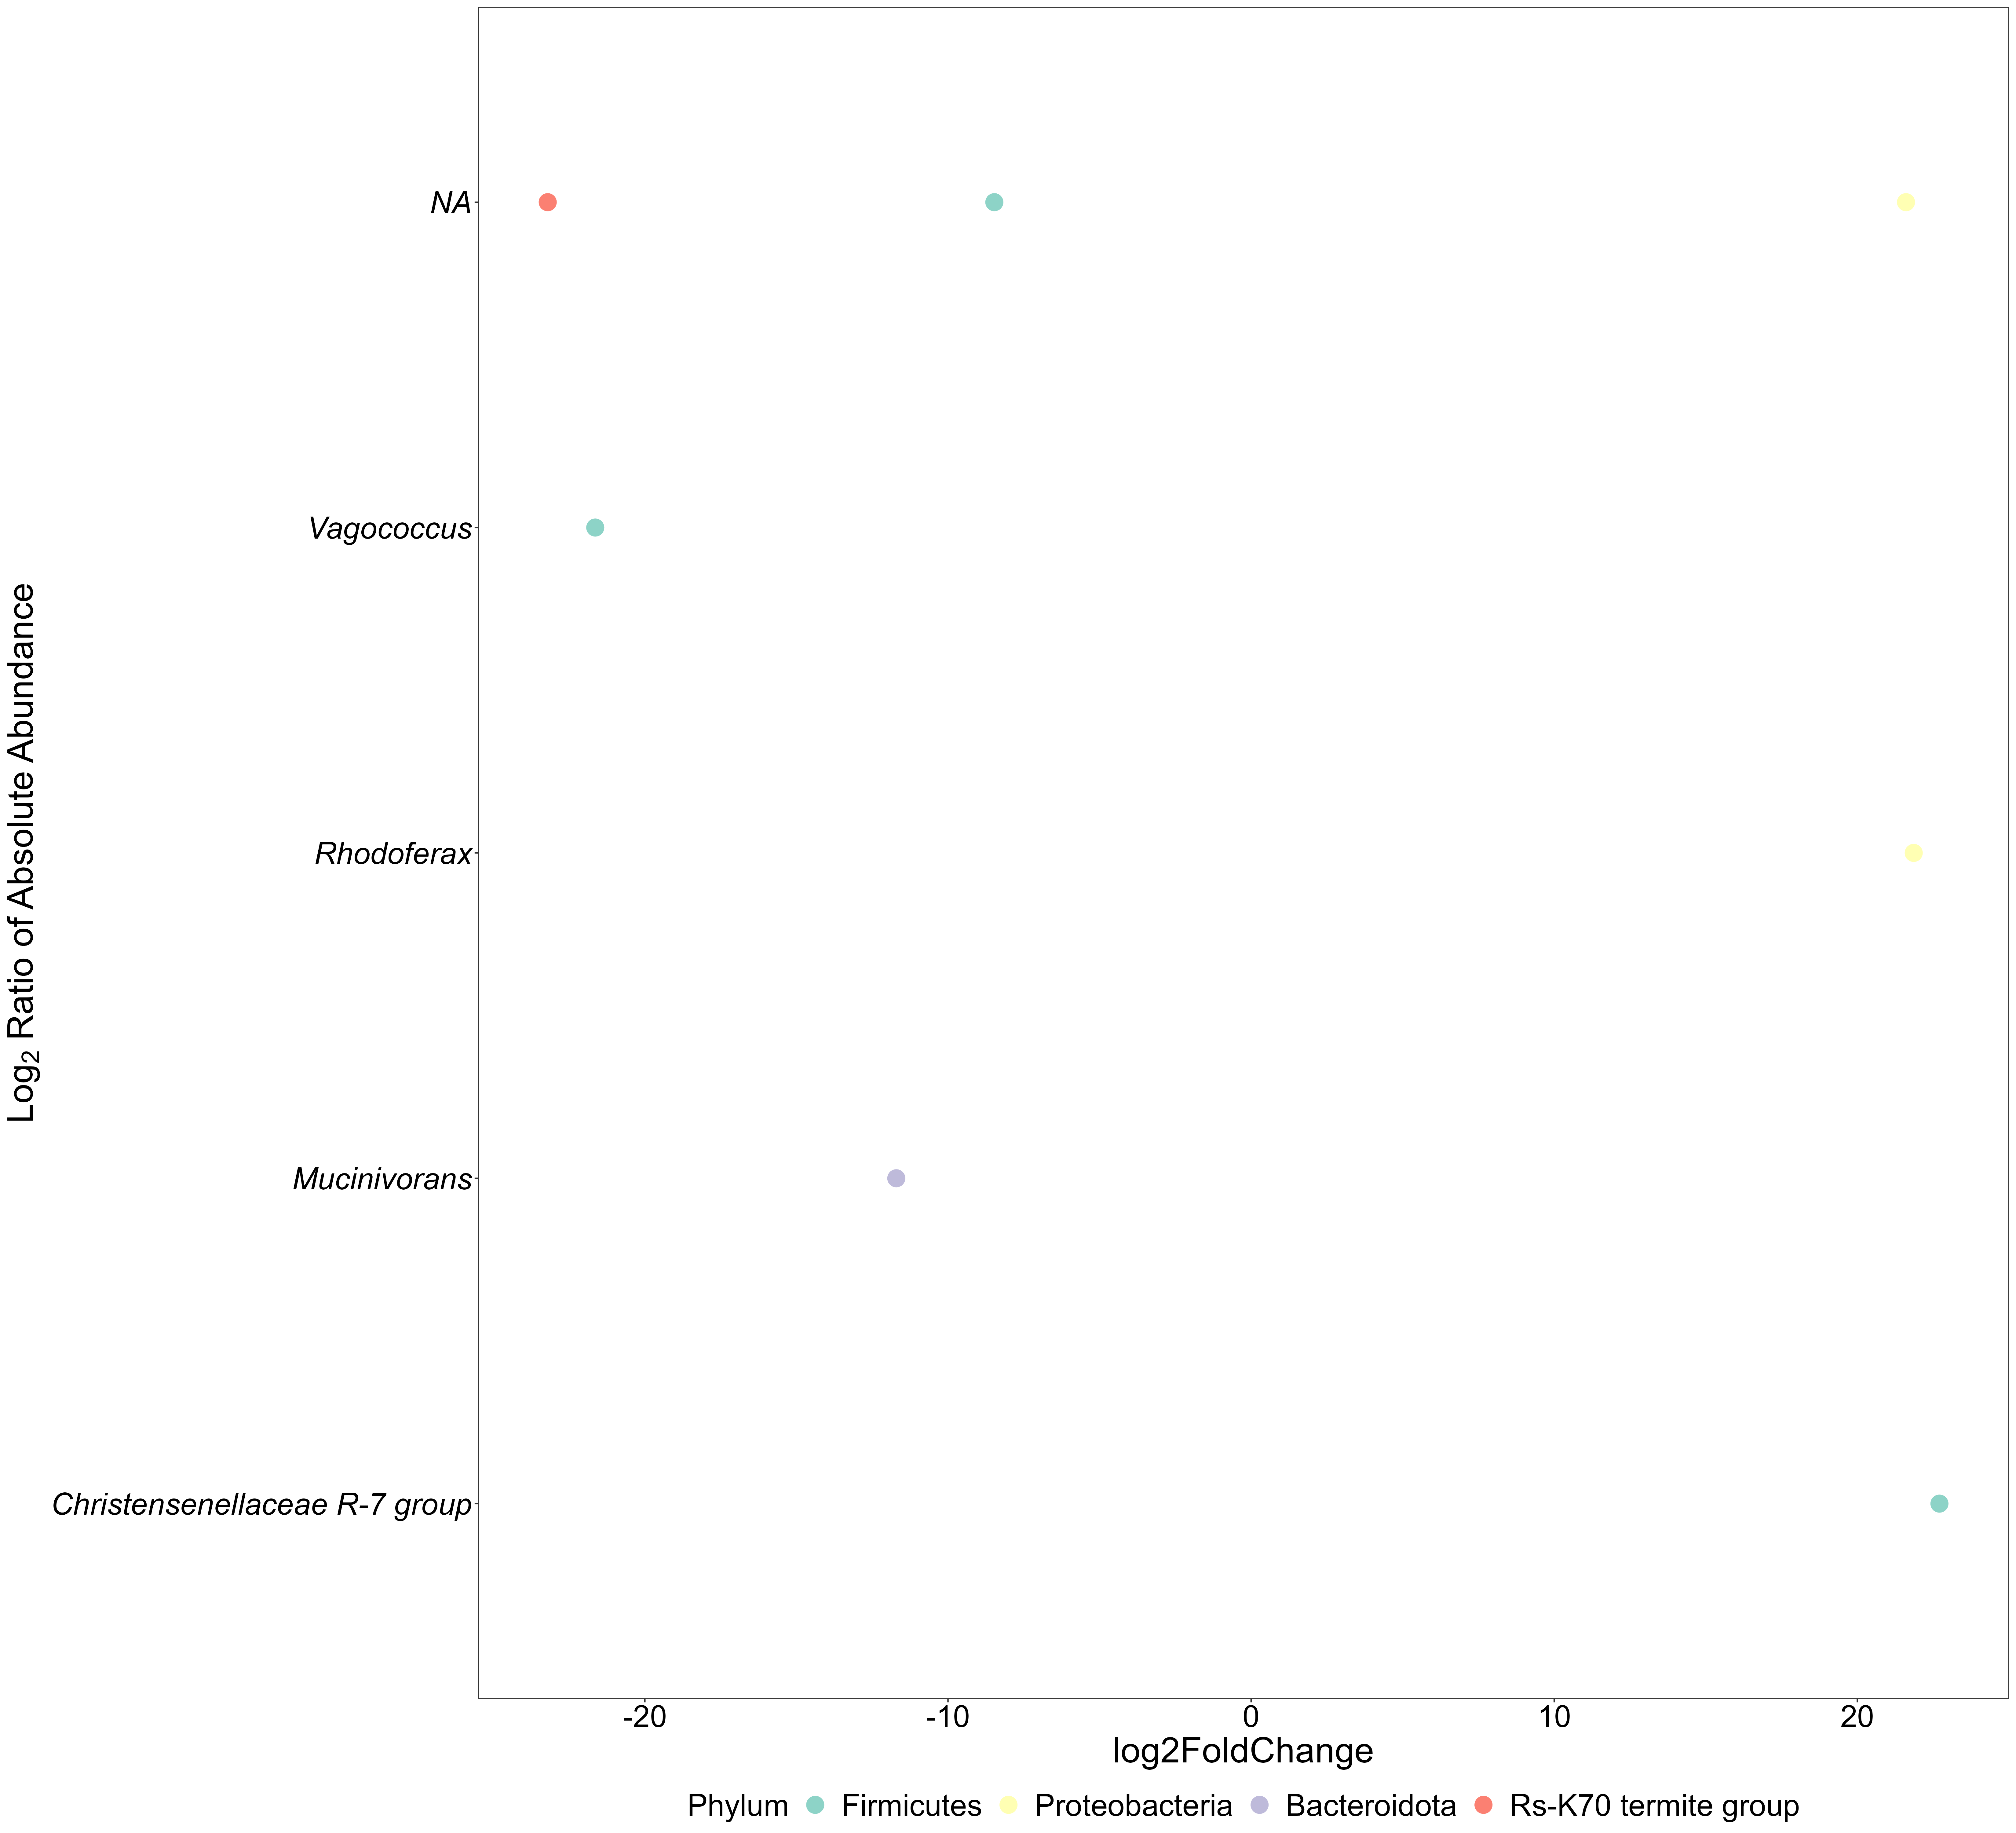 Log2 Ratio of Absolute Abundance
NA
Vagococcus
Rhodoferax
Mucinivorans
Christensenellaceae R-7 group
-20 -10 0 10 20
log2FoldChange
Phylum Firmicutes Proteobacteria Bacteroidota Rs-K70 termite group